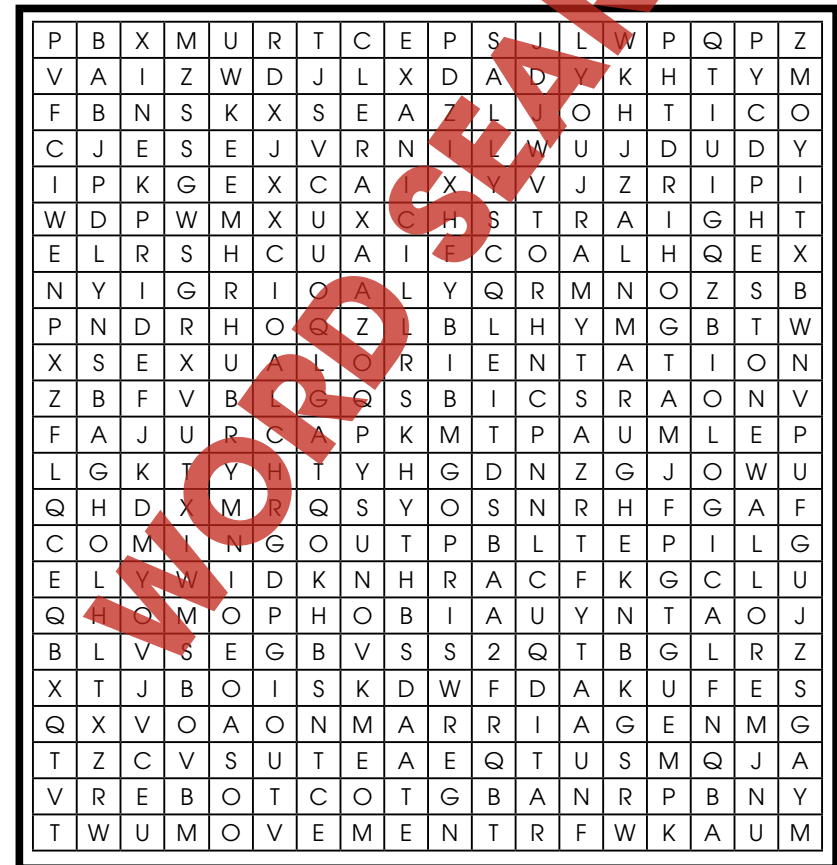 P B X M U R T C E P S J L W P Q P Z
V A I Z W D J L X D A D Y K H T Y M
F B N S K X S E A Z L J O H T I C O
C J E S E J V R N I L W U J D U D Y
I P K G E X C A I X Y V J Z R I P I
W D P W M X U X C H S T R A I G H T
E L R S H C U A I F C O A L H Q E X
N Y I G R I O A L Y Q R M N O Z S B
P N D R H O Q Z L B L H Y M G B T W
X S E X U A L O R I E N T A T I O N
Z B F V B L G Q S B I C S R A O N V
F A J U R C A P K M T P A U M L E P
L G K T Y H T Y H G D N Z G J O W U
Q H D X M R Q S Y O S N R H F G A F
C O M I N G O U T P B L T E P I L G
E L Y W I D K N H R A C F K G C L U
Q H O M O P H O B I A U Y N T A O J
B L V S E G B V S S 2 Q T B G L R Z
X T J B O I S K D W F D A K U F E S
Q X V O A O N M A R R I A G E N M G
T Z C V S U T E A E Q T U S M Q J A
V R E B O T C O T G B A N R P B N Y
T W U M O V E M E N T R F W K A U M
WORD SEAR